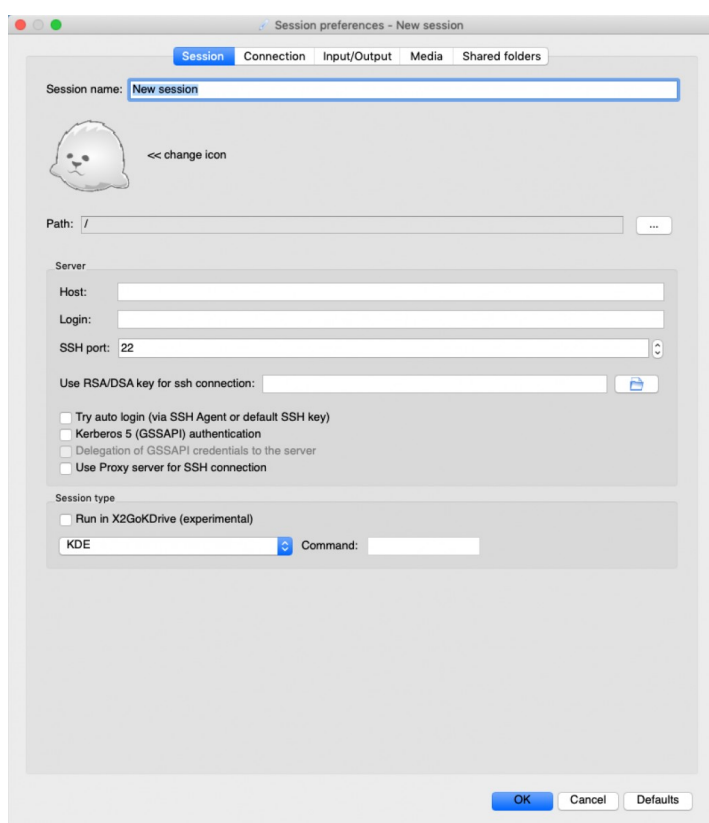 Session preferences - New session
Session Connection Input/Output Media Shared folders
Session name: New session
<< change icon
Path: / ...
Server
Host:
Login:
SSH port: 22
Use RSA/DSA key for ssh connection:
Try auto login (via SSH Agent or default SSH key)
Kerberos 5 (GSSAPI) authentication
Delegation of GSSAPI credentials to the server
Use Proxy server for SSH connection
Session type
Run in X2GoKDrive (experimental)
KDE Command:
OK Cancel Defaults